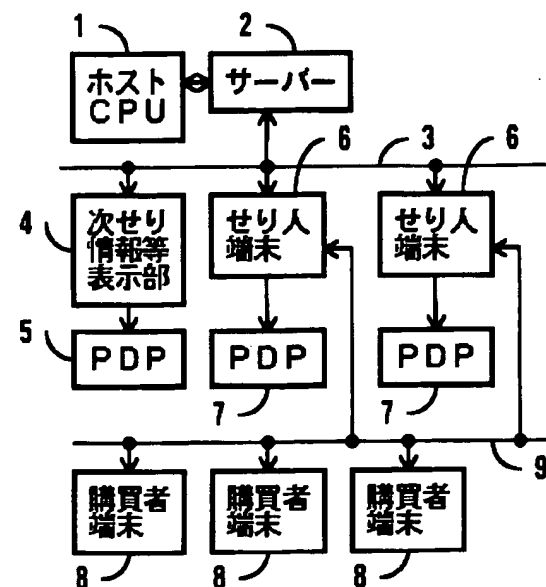 1
2
ホスト
CPU
サーバー
6
3
6
4
次せり
情報等
表示部
せり人
端末
せり人
端末
5
PDP
PDP
PDP
7
7
9
購買者
端末
購買者
端末
購買者
端末
8
8
8